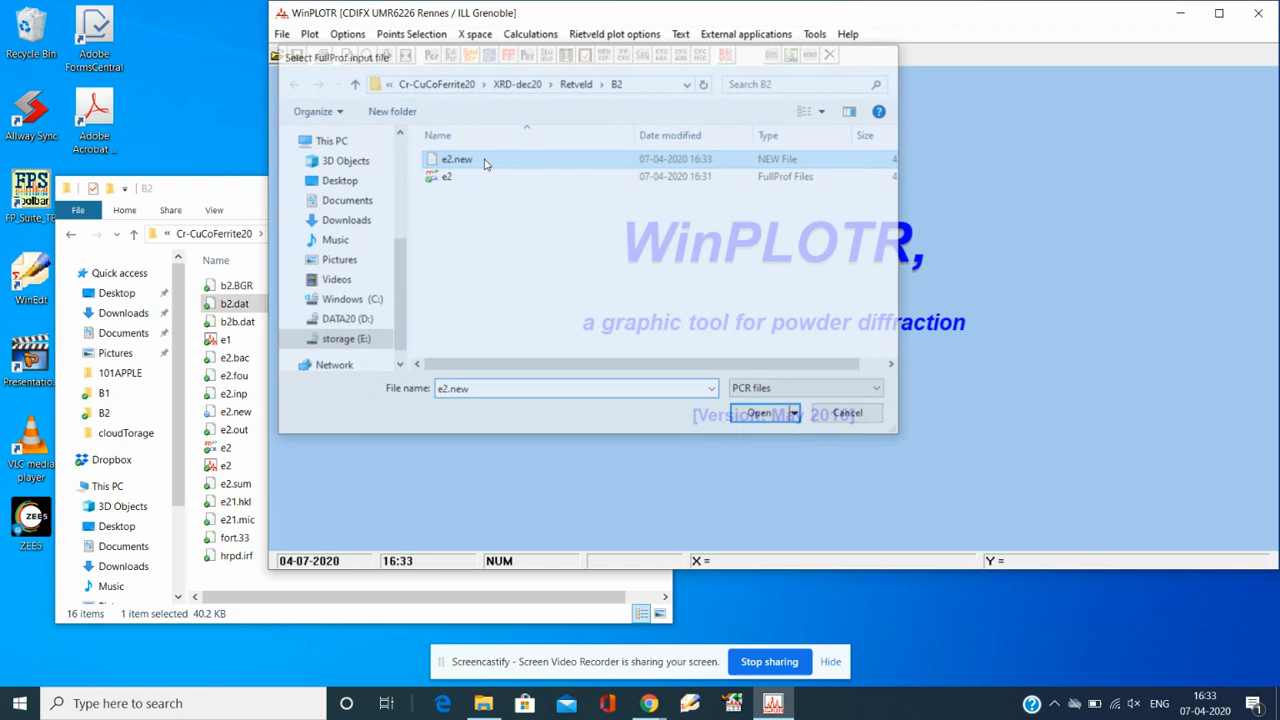 Recycle Bin
Adobe FormsCentral
Allway Sync
Adobe Acrobat ...
FPS Toolbar
FP_Suite_TB
WinEdt
Presentatio...
VLC media player
ZEE5
ZEES
WinPLOTR [CDIFX UMR6226 Rennes / ILL Grenoble]
File Plot Options Points Selection X space Calculations Rietveld plot options Text External applications Tools Help
Select FullProf input file
« Cr-CuCoFerrite20 > XRD-dec20 > Retveld > B2
Search B2
Organize New folder
Name Date modified Type Size
e2.new 07-04-2020 16:33 NEW File 4
e2 07-04-2020 16:31 FullProf Files 4
This PC
3D Objects
Desktop
Documents
Downloads
Music
Pictures
Videos
Windows (C:)
DATA20 (D:)
storage (E:)
Network
File name: e2.new PCR files
Open Cancel
WinPLOTR,
a graphic tool for powder diffraction
04-07-2020 16:33 NUM X = Y =
B2
File Home Share View
« Cr-CuCoFerrite20 >
Name
Quick access
Desktop
Downloads
Documents
Pictures
101APPLE
B1
B2
cloudTorage
Dropbox
This PC
3D Objects
Desktop
Documents
Downloads
Music
b2.BGR
b2.dat
b2b.dat
e1
e2.bac
e2.fou
e2.inp
e2.new
e2.out
e2
e2
e2.sum
e21.hkl
e21.mic
fort.33
hrpd.irf
16 items 1 item selected 40.2 KB
Screencastify - Screen Video Recorder is sharing your screen. Stop sharing Hide
Type here to search
ENG
16:33
07-04-2020
1